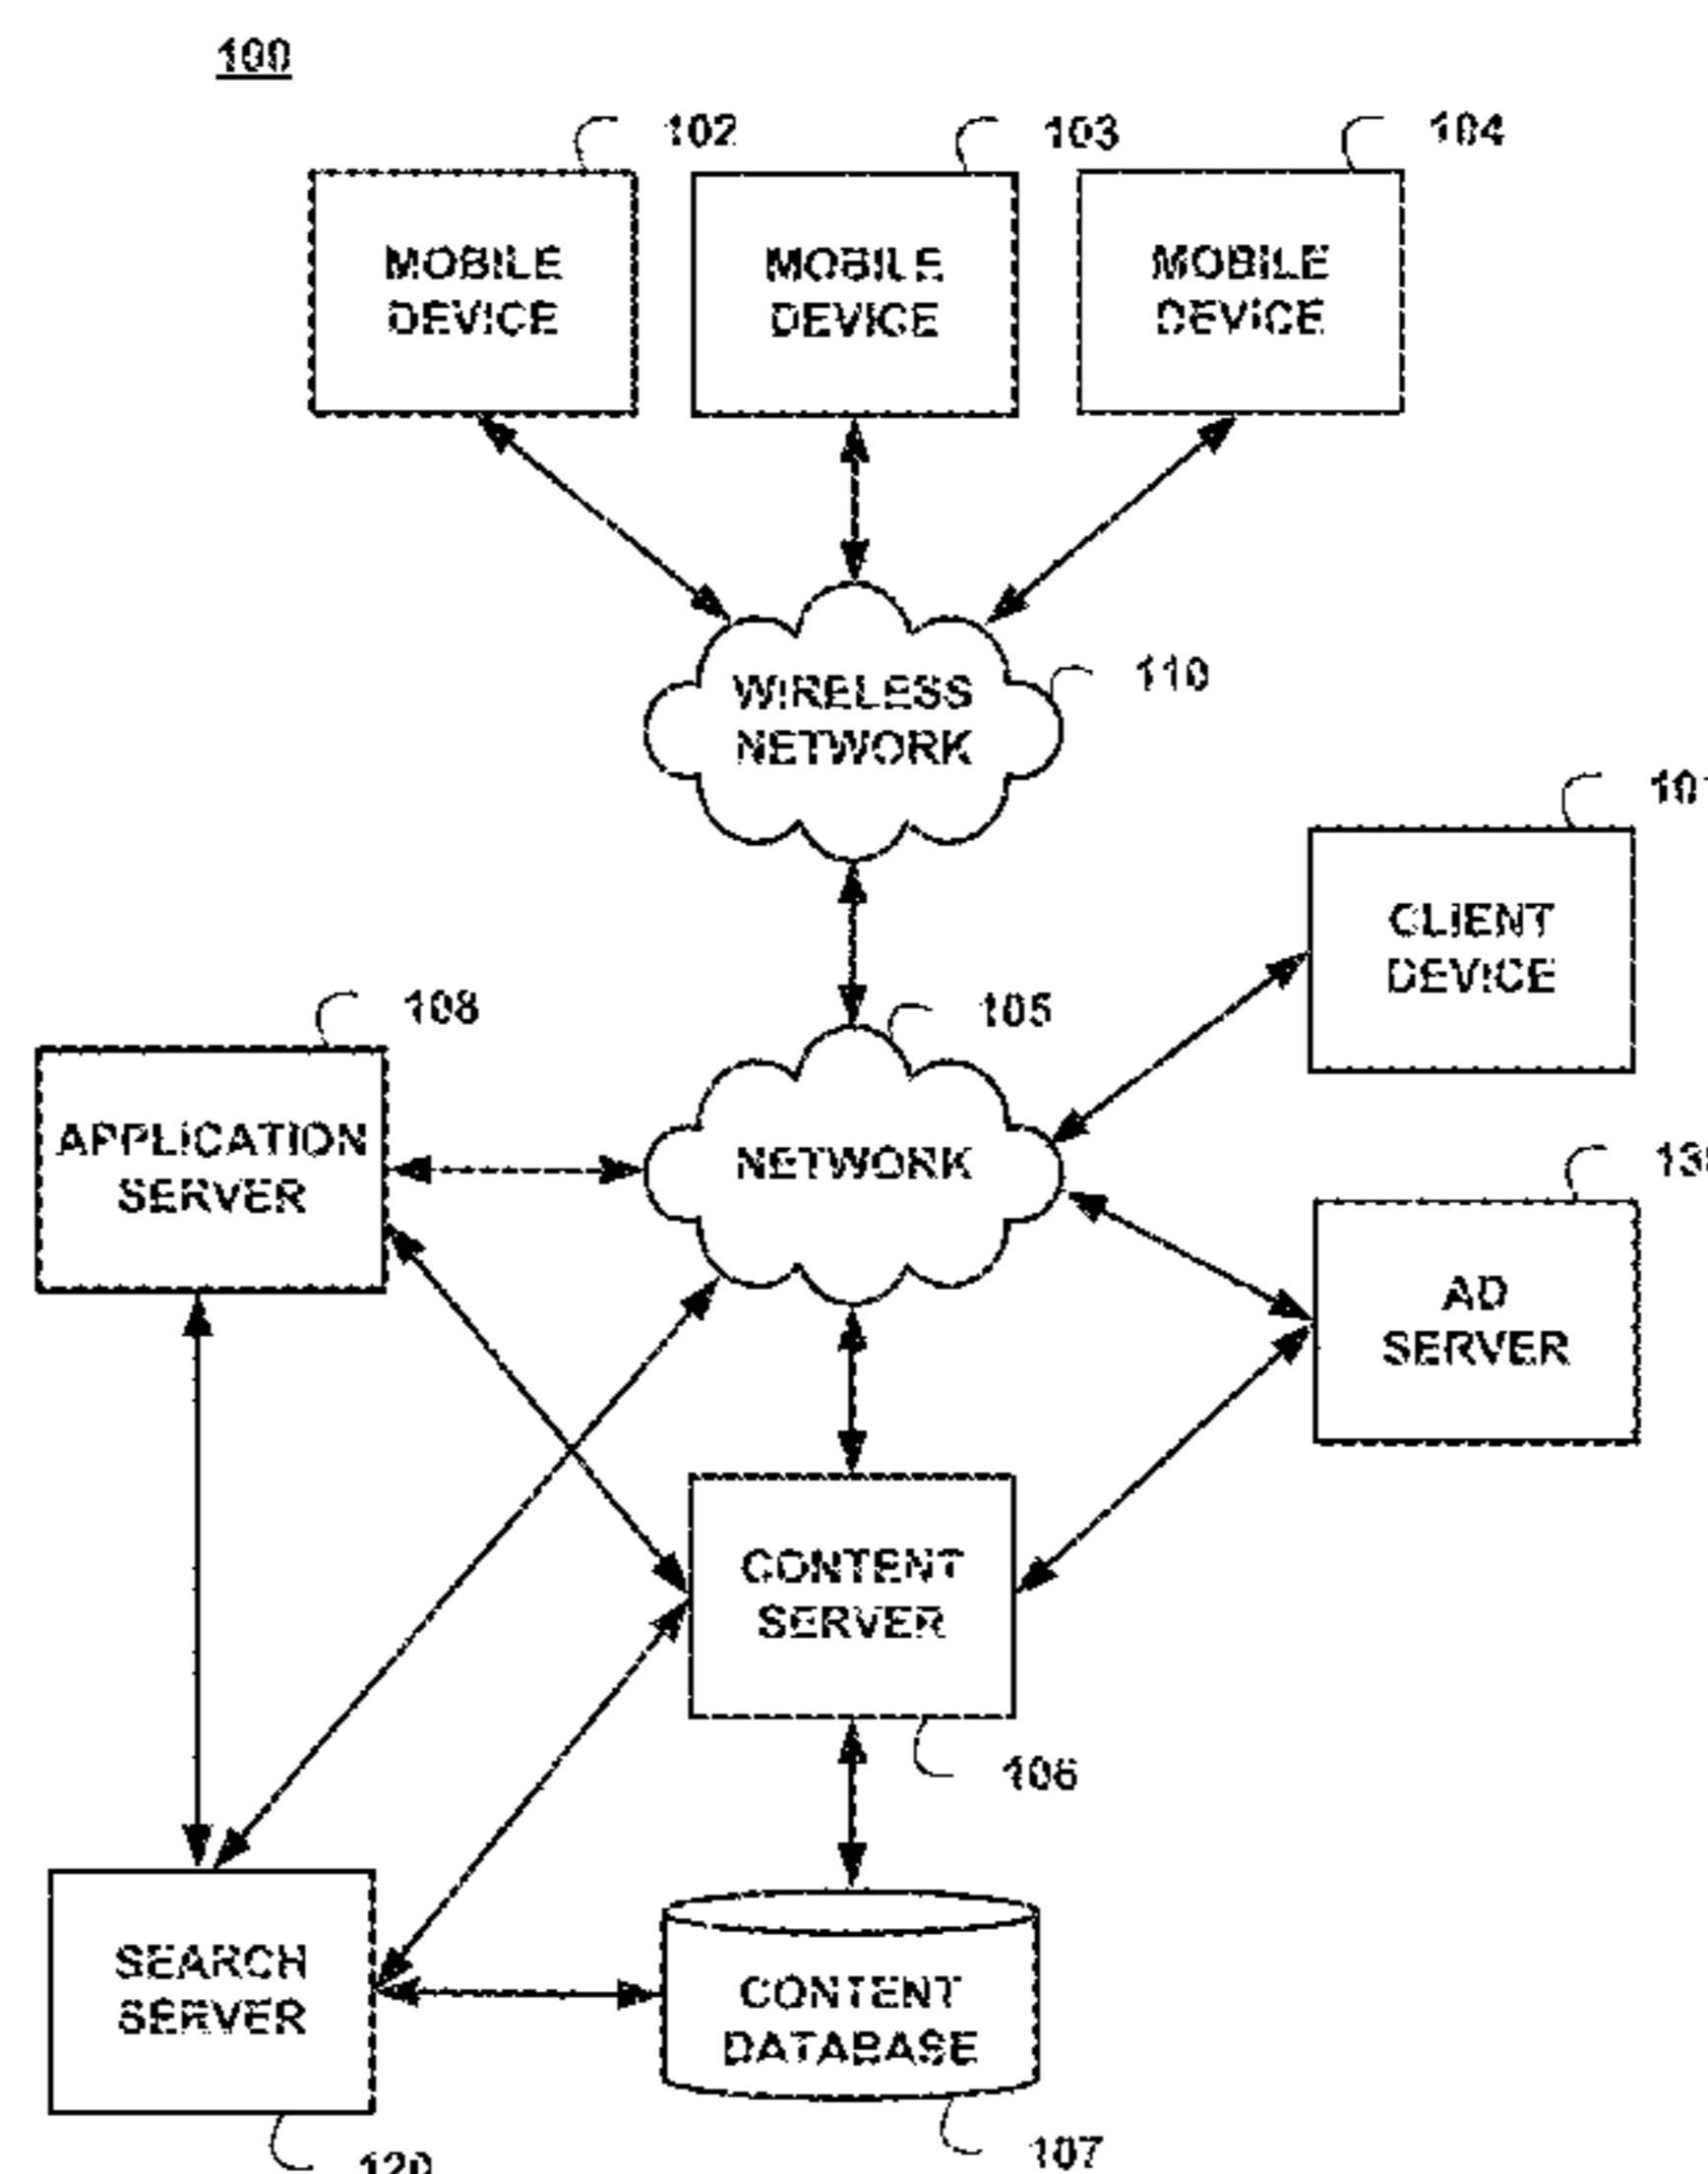 100
102
103
104
MOBILE
DEVICE
MOBILE
DEVICE
MOBILE
DEVICE
WIRELESS
NETWORK
110
CLIENT
DEVICE
108
105
APPLICATION
SERVER
NETWORK
AD
SERVER
CONTENT
SERVER
106
SEARCH
SERVER
CONTENT
DATABASE
107
120